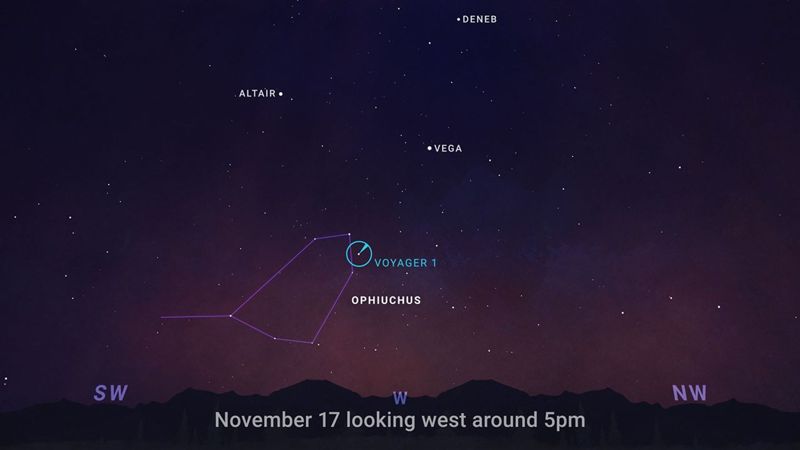 DENEB
ALTAIR
VEGA
VOYAGER 1
OPHIUCHUS
SW
W
NW
November 17 looking west around 5pm